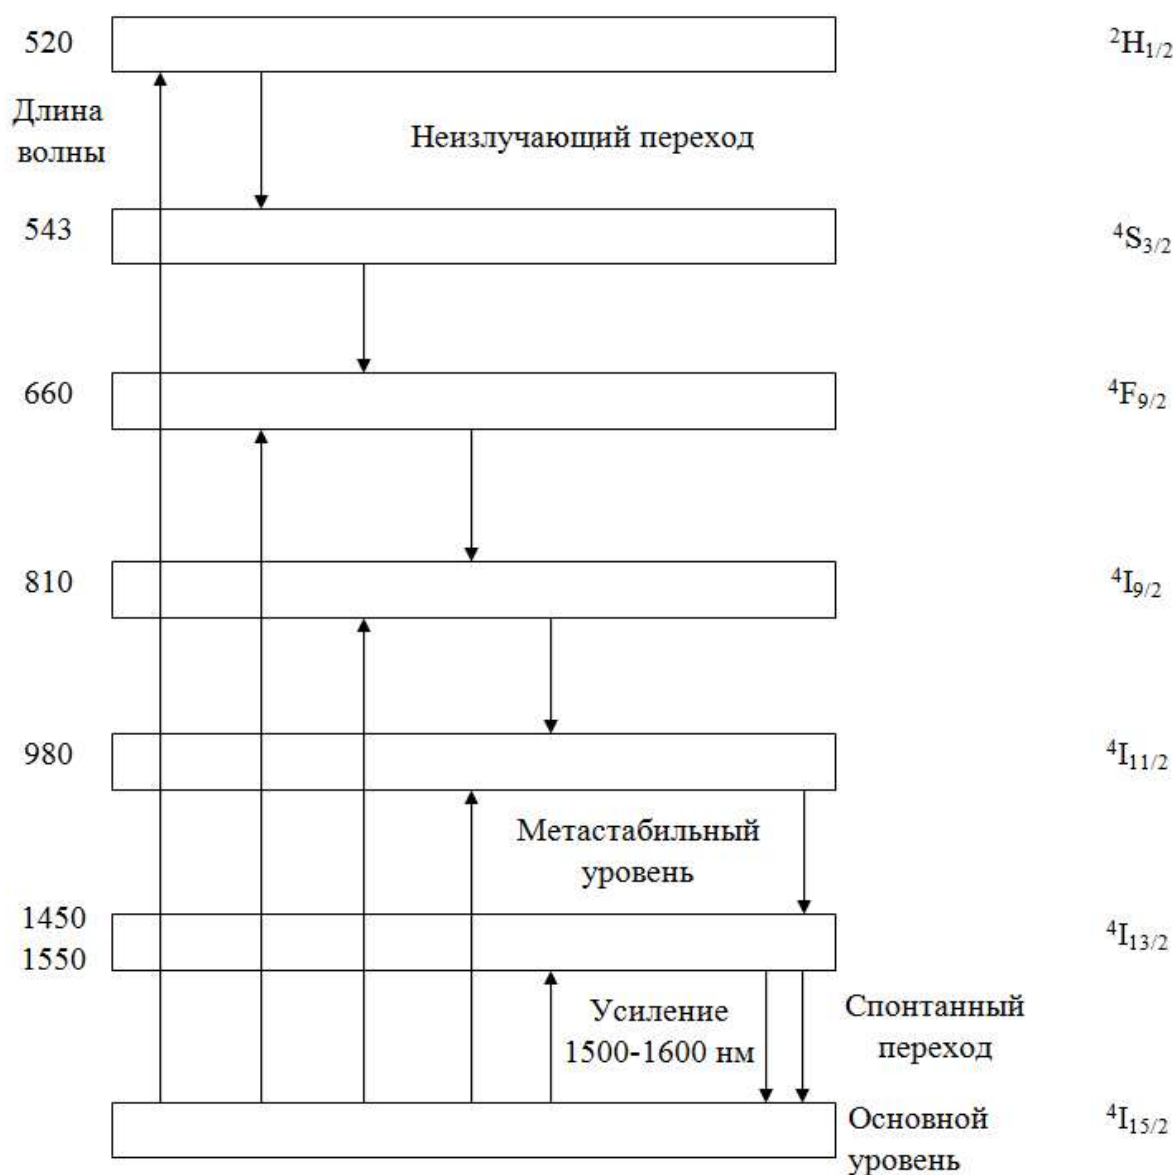 520
²H₁/₂
Длина
волны
Неизлучающий переход
543
⁴S₃/₂
660
⁴F₉/₂
810
⁴I₉/₂
980
⁴I₁₁/₂
Метастабильный
уровень
1450
1550
⁴I₁₃/₂
Усиление
1500-1600 нм
Спонтанный
переход
Основной
уровень
⁴I₁₅/₂